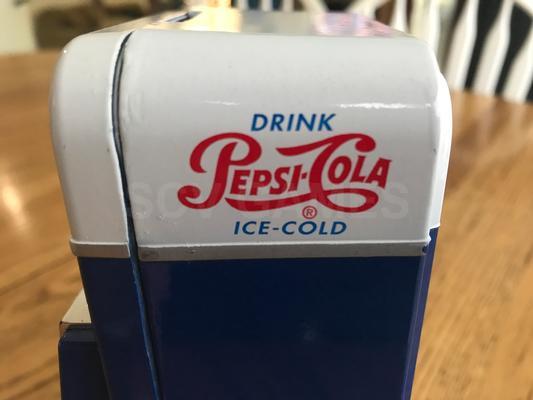 DRINK
PEPSI-COLA
®
ICE-COLD